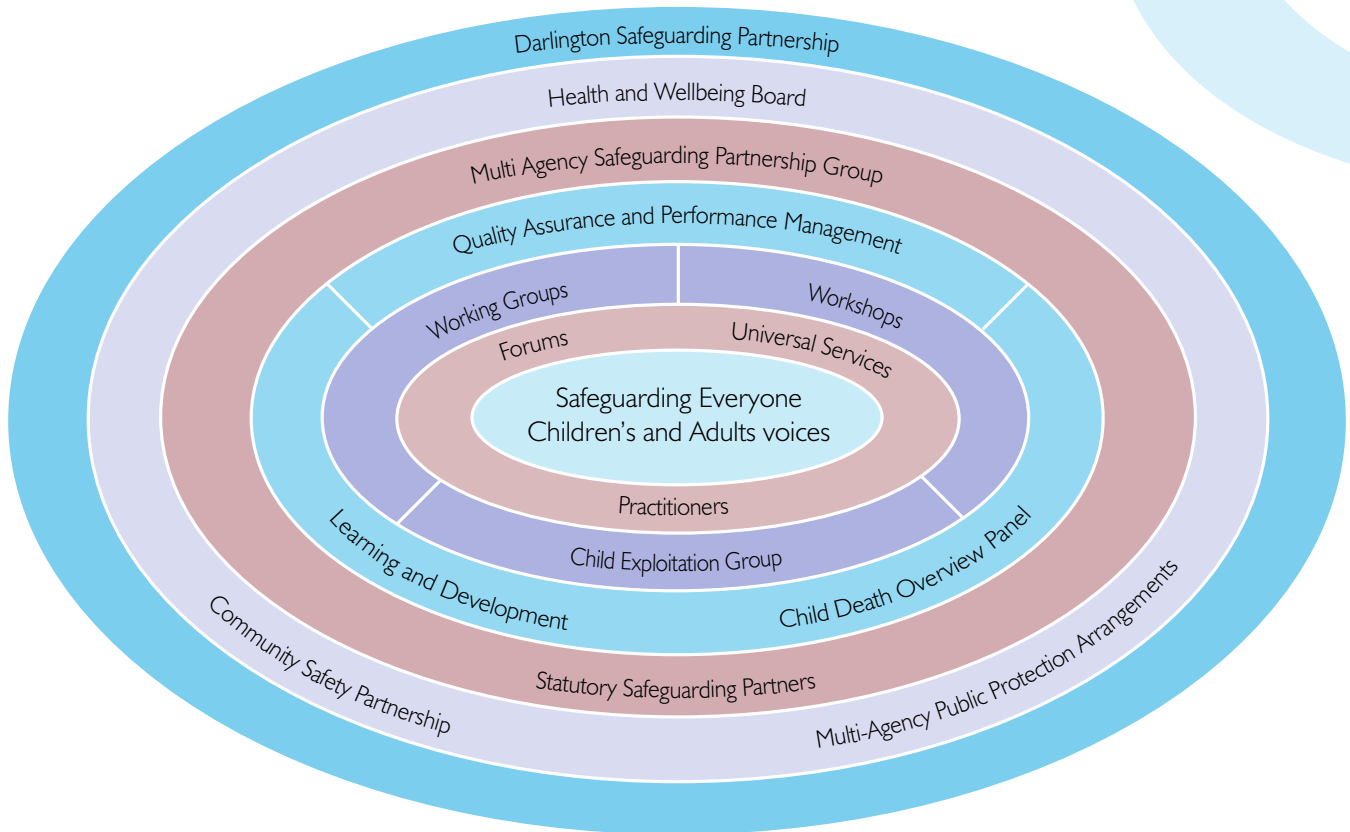 Darlington Safeguarding Partnership
Health and Wellbeing Board
Multi Agency Safeguarding Partnership Group
Quality Assurance and Performance Management
Working Groups
Workshops
Forums
Universal Services
Safeguarding Everyone
Children’s and Adults voices
Practitioners
Child Exploitation Group
Learning and Development
Child Death Overview Panel
Statutory Safeguarding Partners
Community Safety Partnership
Multi-Agency Public Protection Arrangements